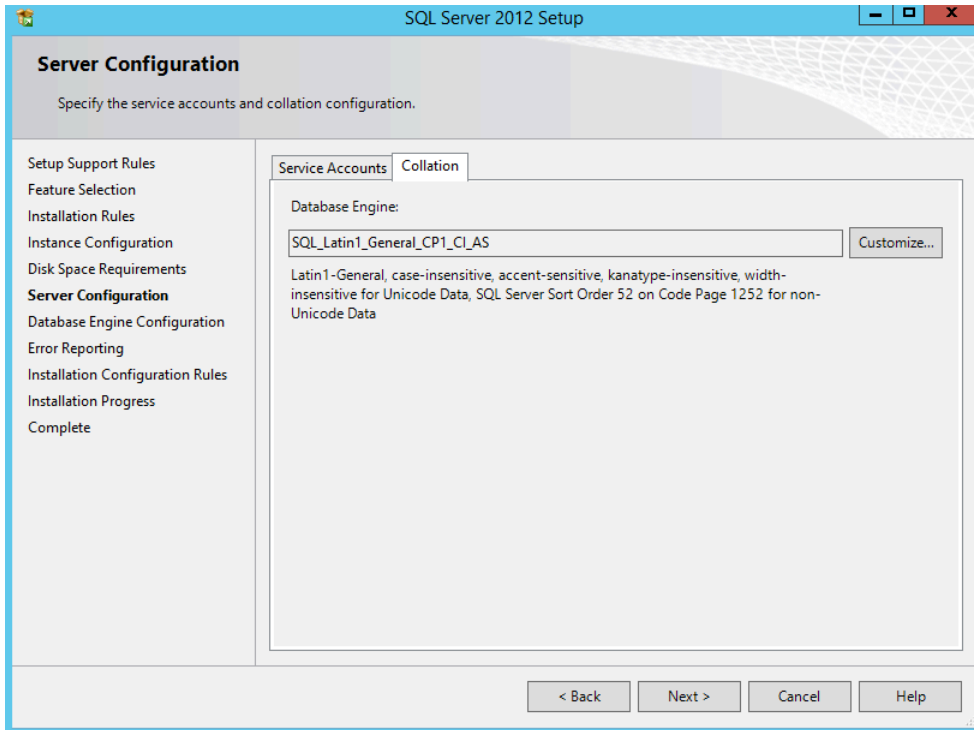 SQL Server 2012 Setup
Server Configuration
Specify the service accounts and collation configuration.
Setup Support Rules
Feature Selection
Installation Rules
Instance Configuration
Disk Space Requirements
Server Configuration
Database Engine Configuration
Error Reporting
Installation Configuration Rules
Installation Progress
Complete
Service Accounts
Collation
Database Engine:
SQL_Latin1_General_CP1_CI_AS
Customize...
Latin1-General, case-insensitive, accent-sensitive, kanatype-insensitive, width-
insensitive for Unicode Data, SQL Server Sort Order 52 on Code Page 1252 for non-
Unicode Data
< Back
Next >
Cancel
Help